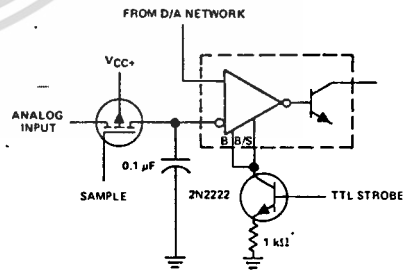 FROM D/A NETWORK
VCC+
ANALOG
INPUT
B B/S
0.1 µF
SAMPLE
2N2222
TTL STROBE
1 kΩ